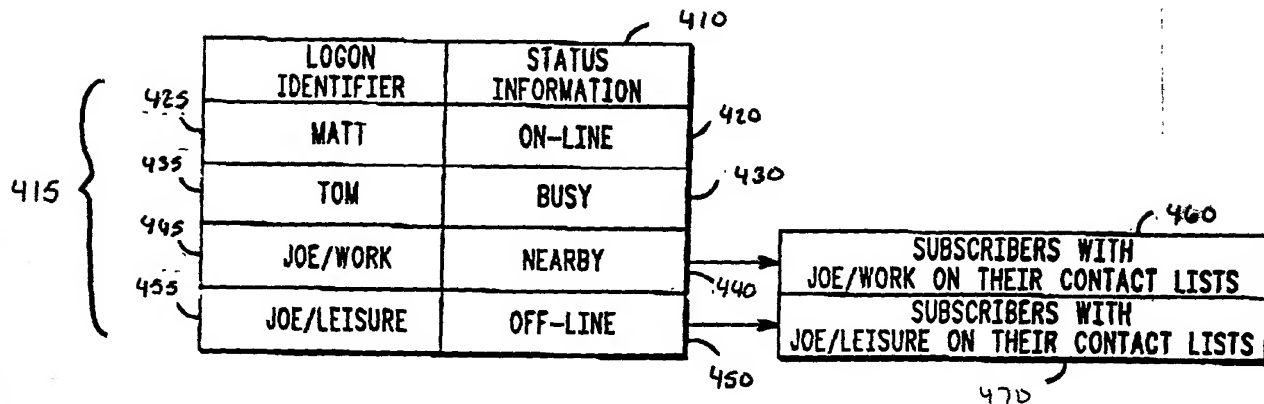 410
LOGON IDENTIFIER
STATUS INFORMATION
425
MATT
ON-LINE
420
435
TOM
BUSY
430
415
445
JOE/WORK
NEARBY
440
460
SUBSCRIBERS WITH
JOE/WORK ON THEIR CONTACT LISTS
455
JOE/LEISURE
OFF-LINE
450
SUBSCRIBERS WITH
JOE/LEISURE ON THEIR CONTACT LISTS
470